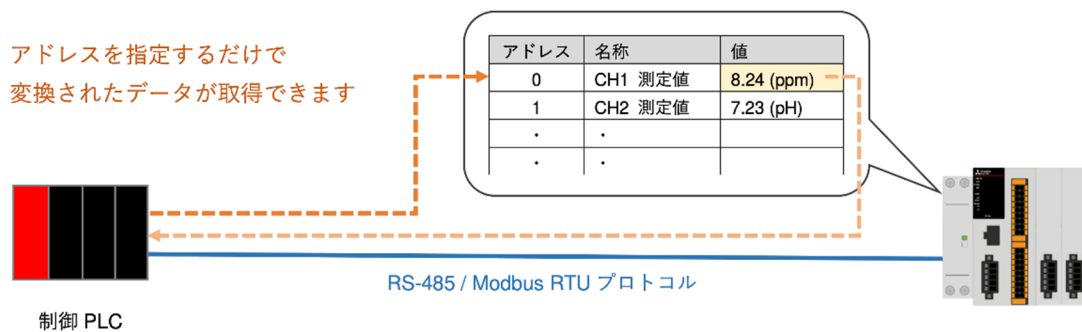 アドレスを指定するだけで
変換されたデータが取得できます
アドレス 名称 値
0 CH1 測定値 8.24 (ppm)
1 CH2 測定値 7.23 (pH)
・ ・
・ ・
RS-485 / Modbus RTU プロトコル
制御 PLC